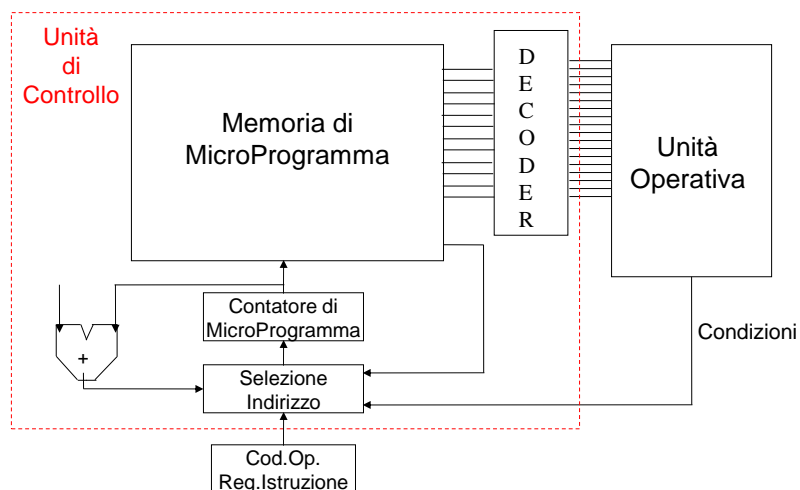 Unità
di
Controllo
Memoria di
MicroProgramma
D
E
C
O
D
E
R
Unità
Operativa
Contatore di
MicroProgramma
Condizioni
+
Selezione
Indirizzo
Cod.Op.
Reg.Istruzione